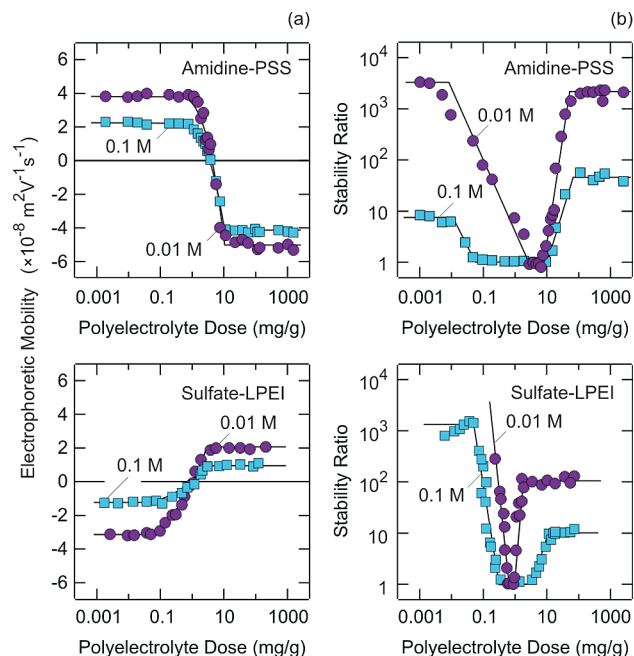 (a)
(b)
Electrophoretic Mobility (×10⁻⁸ m²V⁻¹s⁻¹)
6
4
2
0
-2
-4
-6
Amidine-PSS
0.1 M
0.01 M
0.001
0.1
10
1000
Polyelectrolyte Dose (mg/g)
Stability Ratio
10⁴
10³
10²
10
1
Amidine-PSS
0.01 M
0.1 M
0.001
0.1
10
1000
Polyelectrolyte Dose (mg/g)
6
4
2
0
-2
-4
-6
Sulfate-LPEI
0.01 M
0.1 M
0.001
0.1
10
1000
Polyelectrolyte Dose (mg/g)
Stability Ratio
10⁴
10³
10²
10
1
Sulfate-LPEI
0.01 M
0.1 M
0.001
0.1
10
1000
Polyelectrolyte Dose (mg/g)